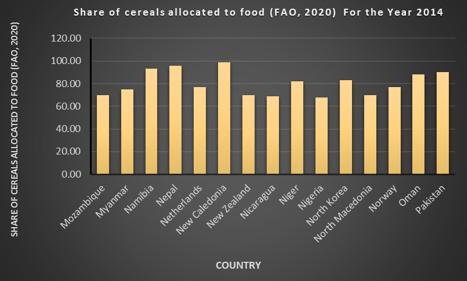 Share of cereals allocated to food (FAO, 2020) For the Year 2014
SHARE OF CEREALS ALLOCATED TO FOOD (FAO, 2020)
120.00
100.00
80.00
60.00
40.00
20.00
0.00
Mozambique
Myanmar
Namibia
Nepal
Netherlands
New Caledonia
New Zealand
Nicaragua
Niger
Nigeria
North Korea
North Macedonia
Norway
Oman
Pakistan
COUNTRY